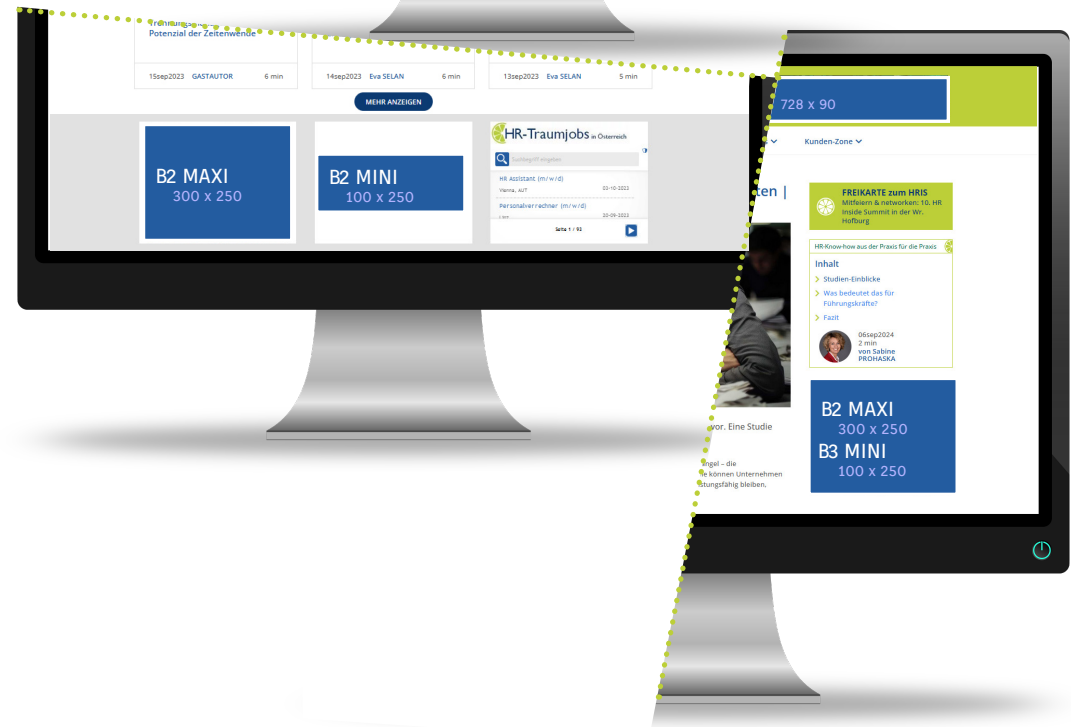 Potenzial der Zeitenwende
15sep2023 GASTAUTOR 6 min
14sep2023 Eva SELAN 6 min
13sep2023 Eva SELAN 5 min
MEHR ANZEIGEN
B2 MAXI
300 x 250
B2 MINI
100 x 250
HR-Traumjobs in Österreich
Suchbegriff eingeben
HR Assistant (m/w/d)
Vienna, AUT 03-10-2023
Personalverrechner (m/w/d)
20-09-2023
Seite 1 / 93
728 x 90
Kunden-Zone
ten |
FREIKARTE zum HRIS
Mitfeiern & networken: 10. HR
Inside Summit in der Wr.
Hofburg
HR-Know-how aus der Praxis für die Praxis
Inhalt
Studien-Einblicke
Was bedeutet das für
Führungskräfte?
Fazit
06sep2024
2 min
von Sabine
PROHASKA
vor. Eine Studie
angel – die
können Unternehmen
stungsfähig bleiben,
B2 MAXI
300 x 250
B3 MINI
100 x 250